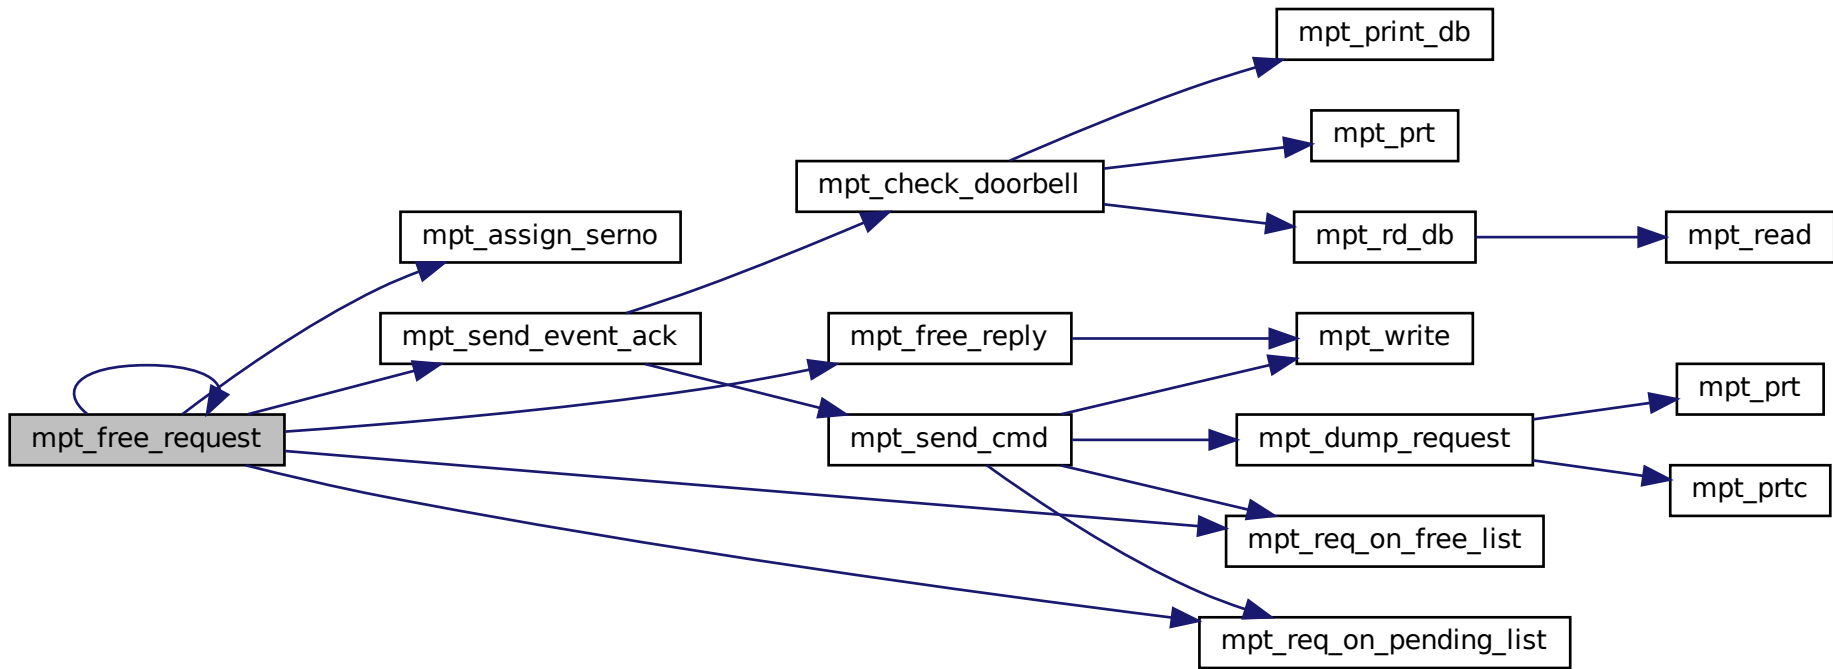 mpt_print_db
mpt_prt
mpt_check_doorbell
mpt_assign_serno
mpt_rd_db
mpt_read
mpt_send_event_ack
mpt_free_reply
mpt_write
mpt_prt
mpt_free_request
mpt_send_cmd
mpt_dump_request
mpt_prtc
mpt_req_on_free_list
mpt_req_on_pending_list